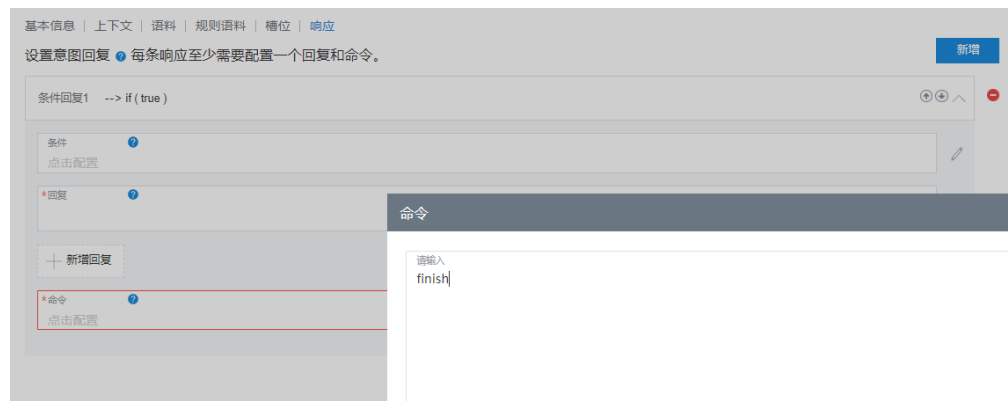 基本信息 | 上下文 | 语料 | 规则语料 | 槽位 | 响应
设置意图回复 ? 每条响应至少需要配置一个回复和命令。
新增
条件回复1 --> if ( true )
条件 ?
点击配置
*回复 ?
命令
请输入
finish
新增回复
*命令 ?
点击配置